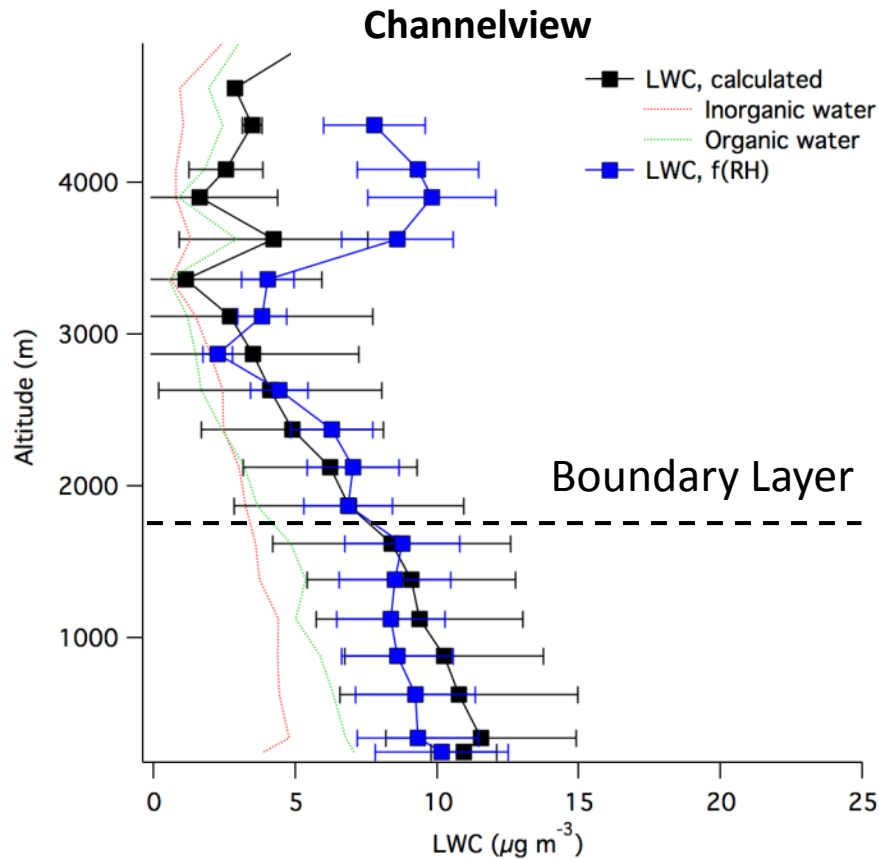 Channelview
LWC, calculated
Inorganic water
Organic water
LWC, f(RH)
4000
3000
2000
1000
Altitude (m)
Boundary Layer
0 5 10 15 20 25
LWC (µg m⁻³)